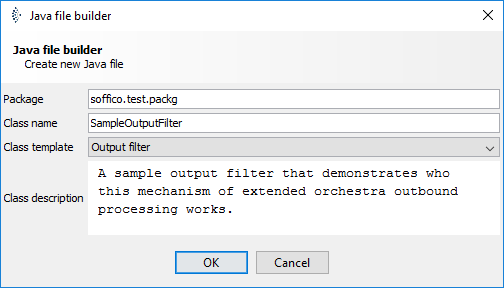 Java file builder
Java file builder
Create new Java file
Package soffico.test.packg
Class name SampleOutputFilter
Class template Output filter
A sample output filter that demonstrates who
this mechanism of extended orchestra outbound
Class description processing works.
OK Cancel